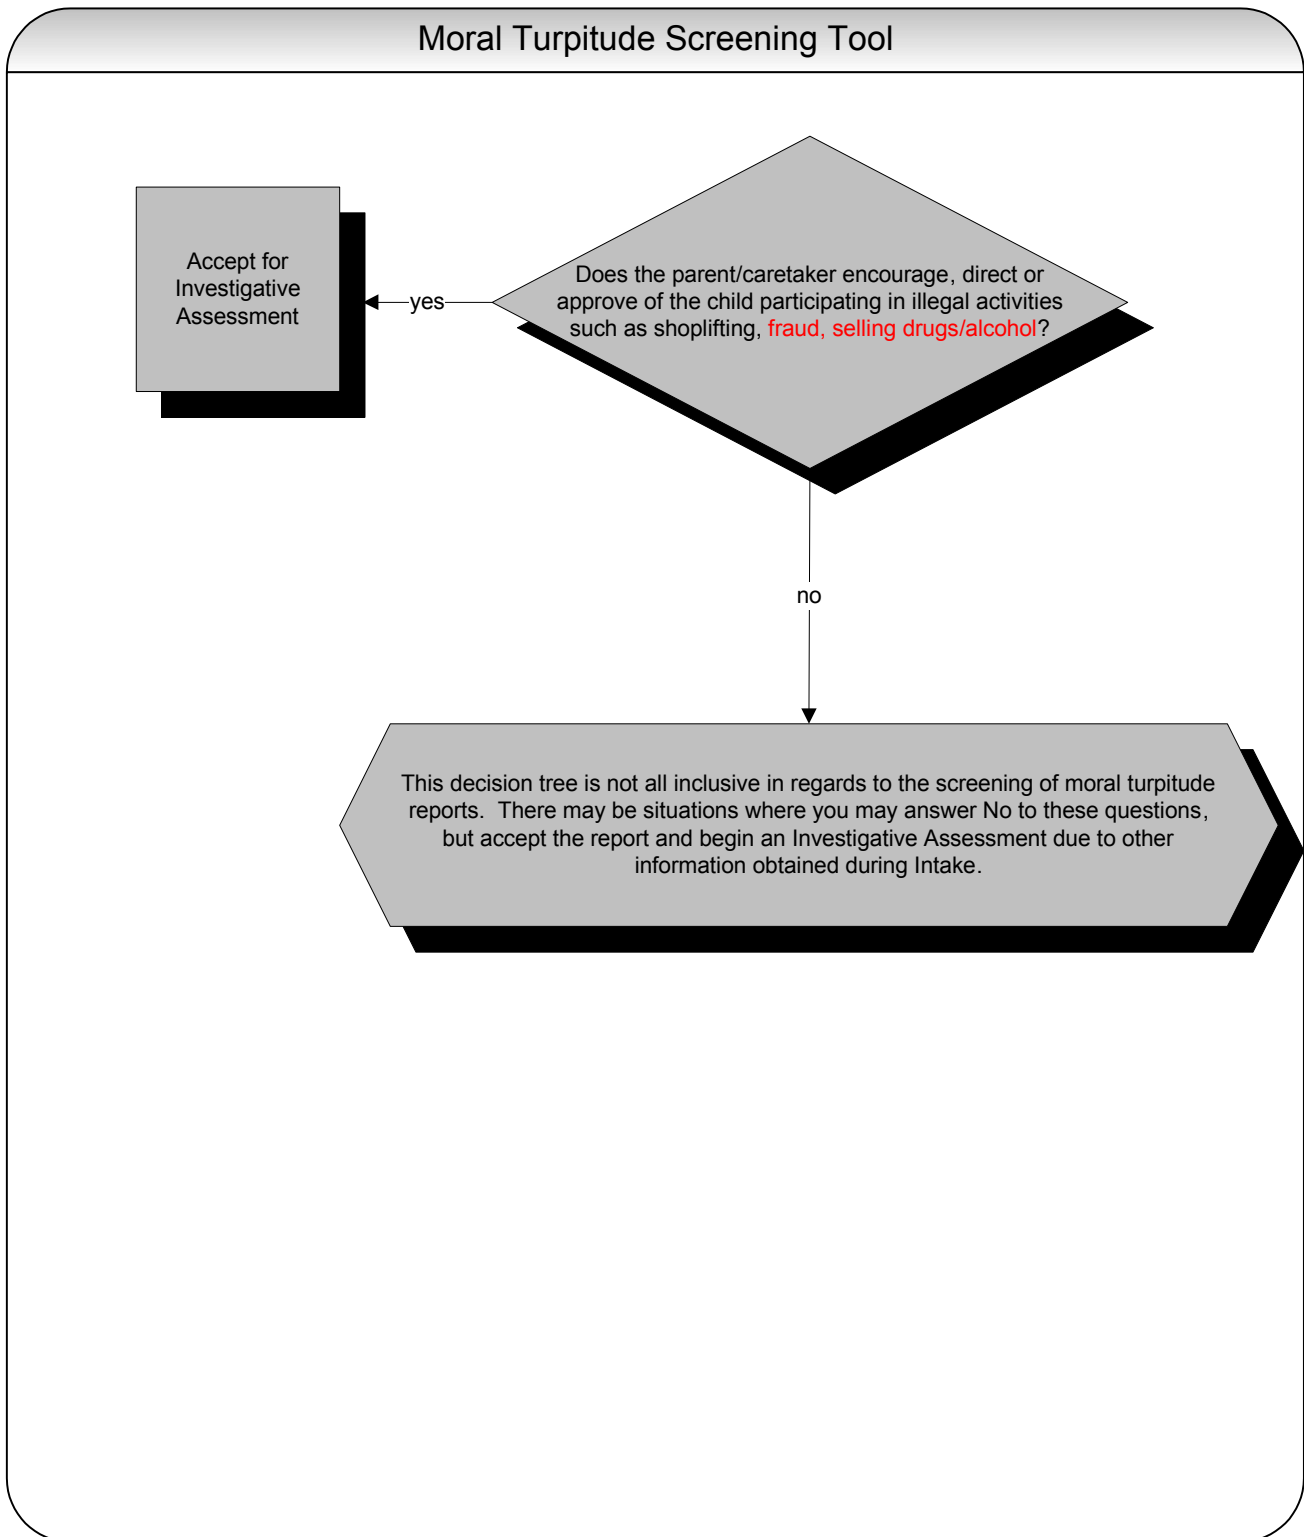 Moral Turpitude Screening Tool
Accept for
Investigative
Assessment
yes
Does the parent/caretaker encourage, direct or
approve of the child participating in illegal activities
such as shoplifting, fraud, selling drugs/alcohol?
no
This decision tree is not all inclusive in regards to the screening of moral turpitude
reports.  There may be situations where you may answer No to these questions,
but accept the report and begin an Investigative Assessment due to other
information obtained during Intake.